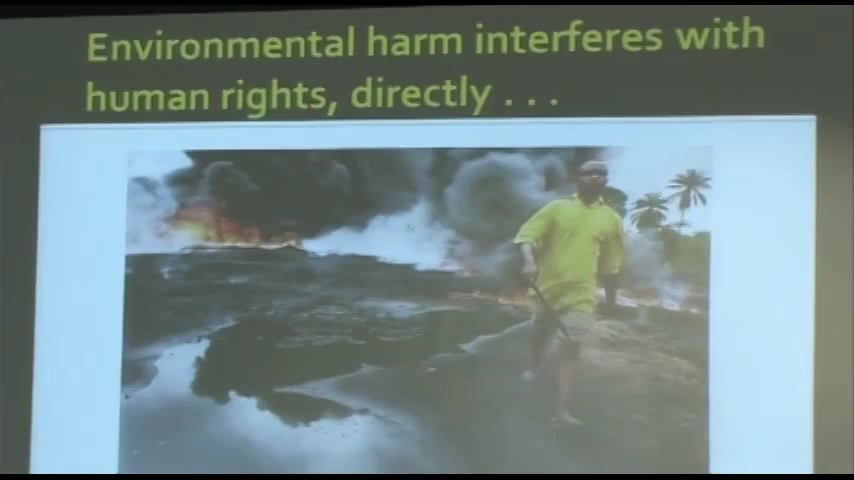 Environmental harm interferes with
human rights, directly . . .